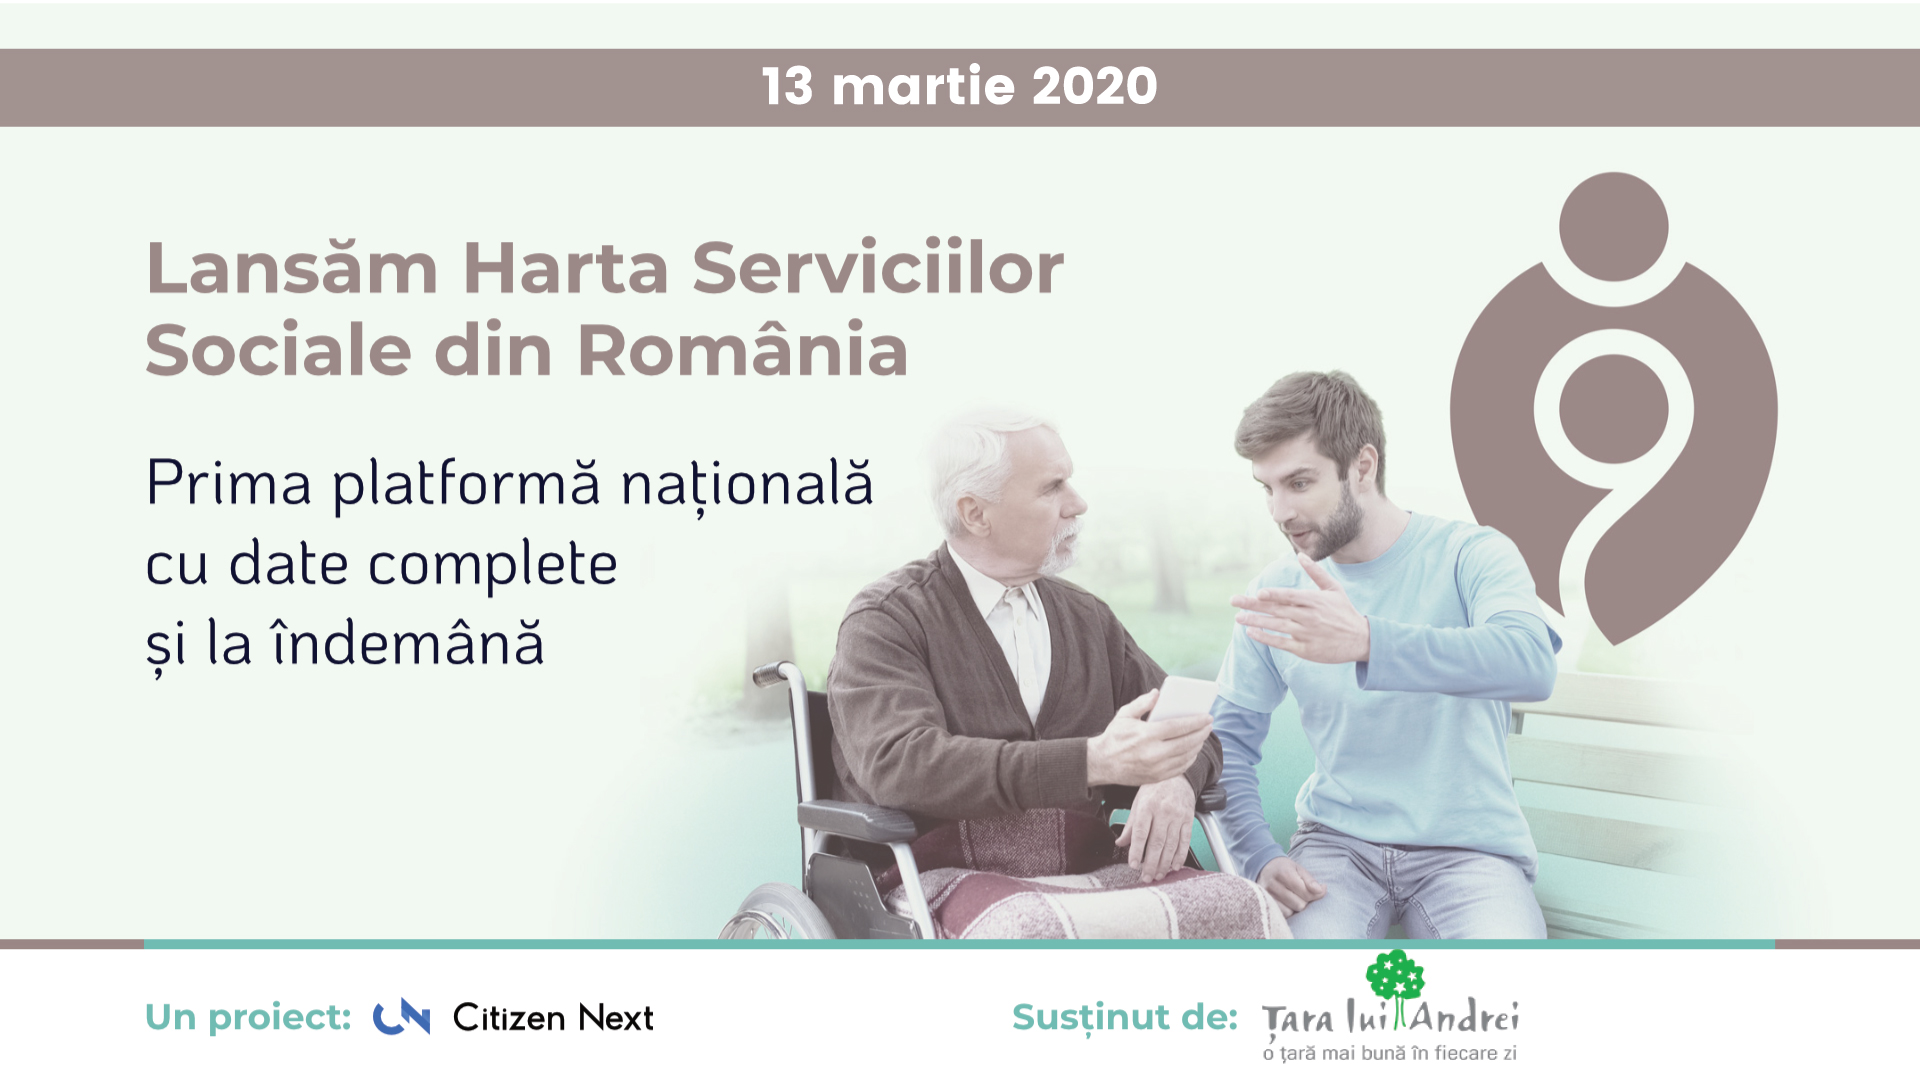 13 martie 2020
Lansăm Harta Serviciilor
Sociale din România
Prima platformă națională
cu date complete
și la îndemână
Un proiect: CN Citizen Next
Susținut de: Țara lui Andrei
o țară mai bună în fiecare zi